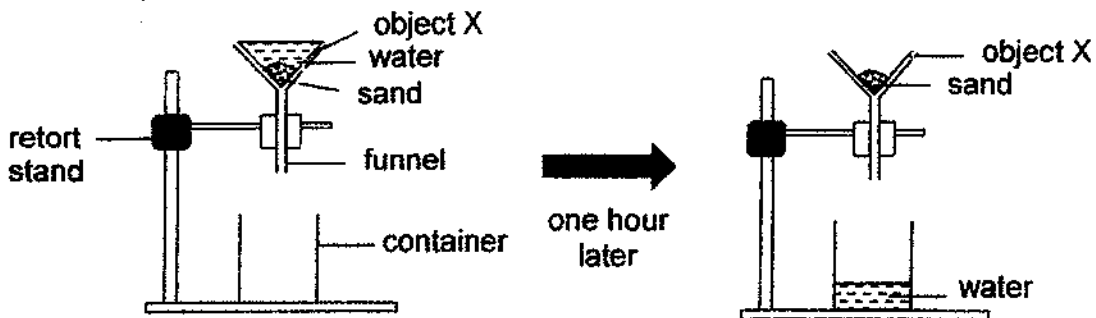 object X
water
sand
retort
stand
funnel
container
one hour
later
object X
sand
water